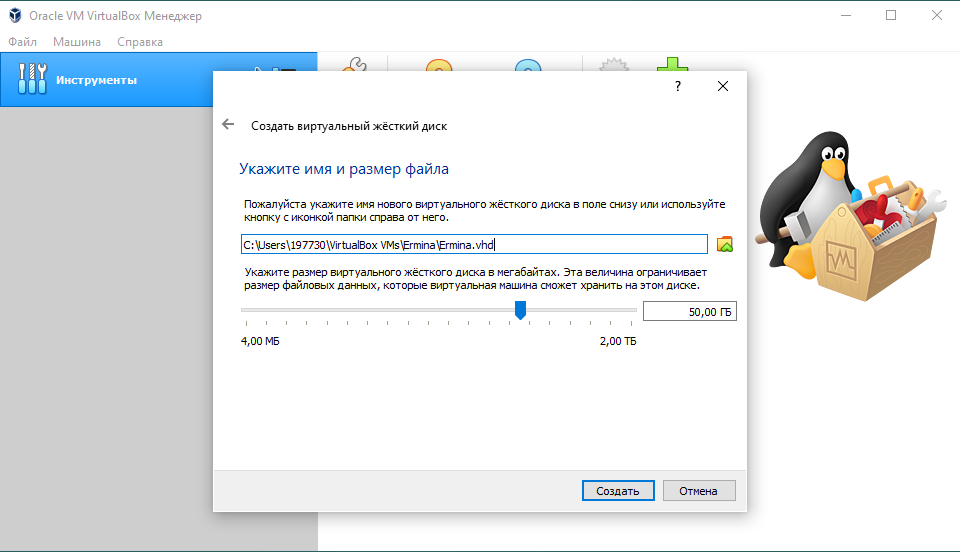 Oracle VM VirtualBox Менеджер
Файл Машина Справка
Инструменты
?
Создать виртуальный жёсткий диск
Укажите имя и размер файла
Пожалуйста укажите имя нового виртуального жёсткого диска в поле снизу или используйте
кнопку с иконкой папки справа от него.
C:\Users\197730\VirtualBox VMs\Ermina\Ermina.vhd
Укажите размер виртуального жёсткого диска в мегабайтах. Эта величина ограничивает
размер файловых данных, которые виртуальная машина сможет хранить на этом диске.
50,00 ГБ
4,00 МБ 2,00 ТБ
Создать Отмена